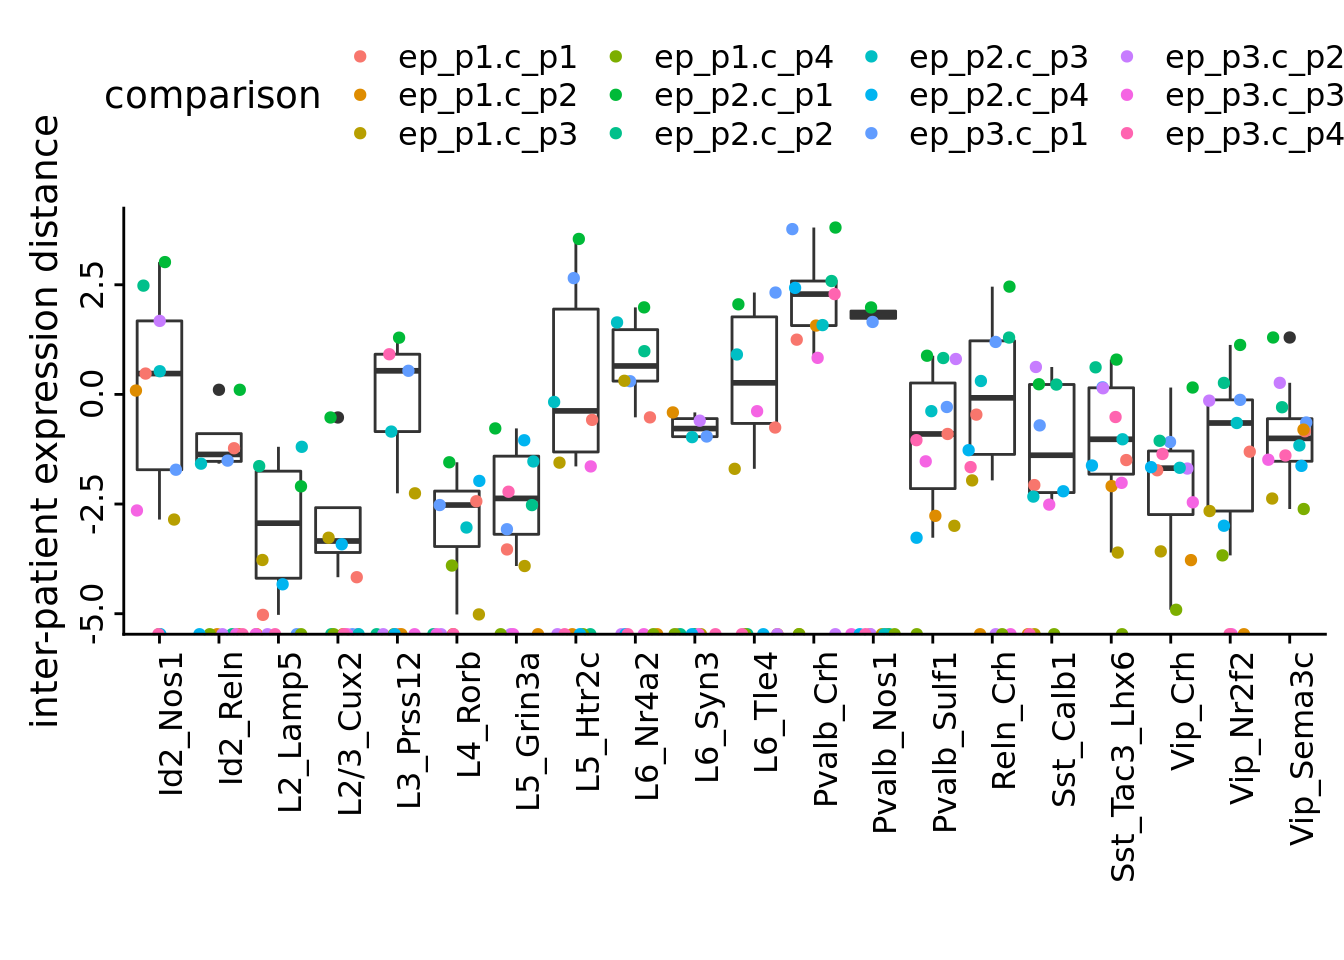 comparison
ep_p1.c_p1 ep_p1.c_p4 ep_p2.c_p3 ep_p3.c_p2
ep_p1.c_p2 ep_p2.c_p1 ep_p2.c_p4 ep_p3.c_p3
ep_p1.c_p3 ep_p2.c_p2 ep_p3.c_p1 ep_p3.c_p4
inter-patient expression distance
2.5
0.0
-2.5
-5.0
Id2_Nos1
Id2_Reln
L2_Lamp5
L2/3_Cux2
L3_Prss12
L4_Rorb
L5_Grin3a
L5_Htr2c
L6_Nr4a2
L6_Syn3
L6_Tle4
Pvalb_Crh
Pvalb_Nos1
Pvalb_Sulf1
Reln_Crh
Sst_Calb1
Sst_Tac3_Lhx6
Vip_Crh
Vip_Nr2f2
Vip_Sema3c